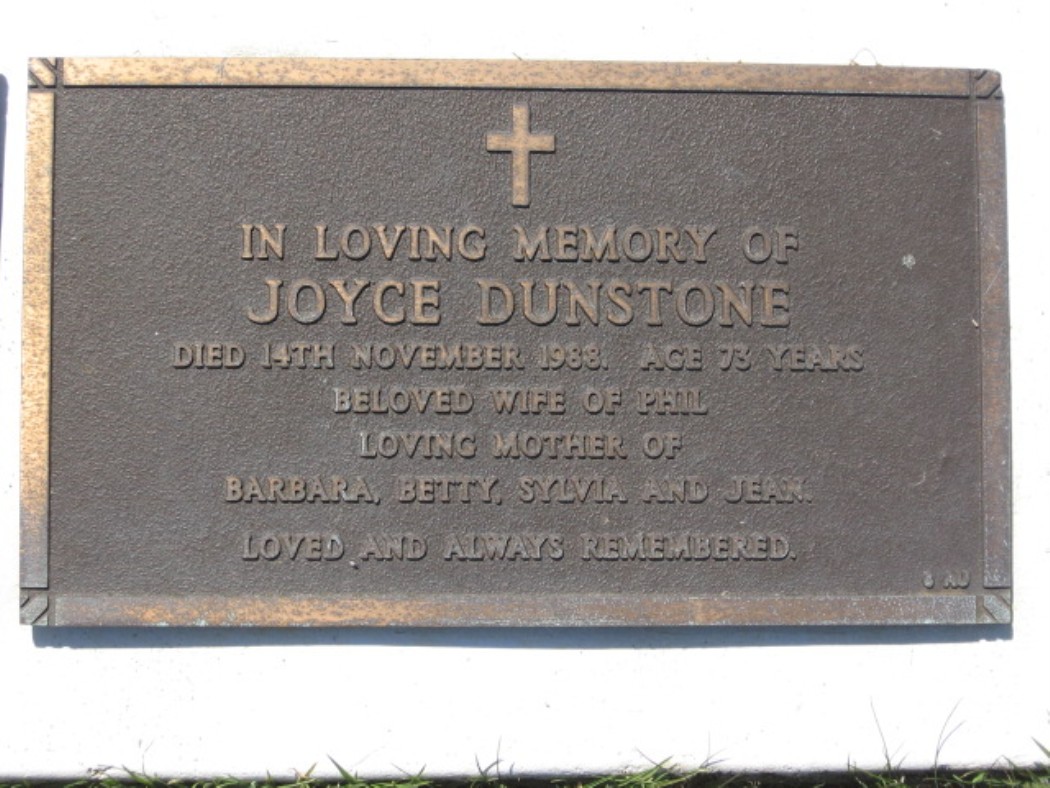 IN LOVING MEMORY OF
JOYCE DUNSTONE
DIED 14TH NOVEMBER 1988. AGE 73 YEARS
BELOVED WIFE OF PHIL
LOVING MOTHER OF
BARBARA, BETTY, SYLVIA AND JEAN.
LOVED AND ALWAYS REMEMBERED.